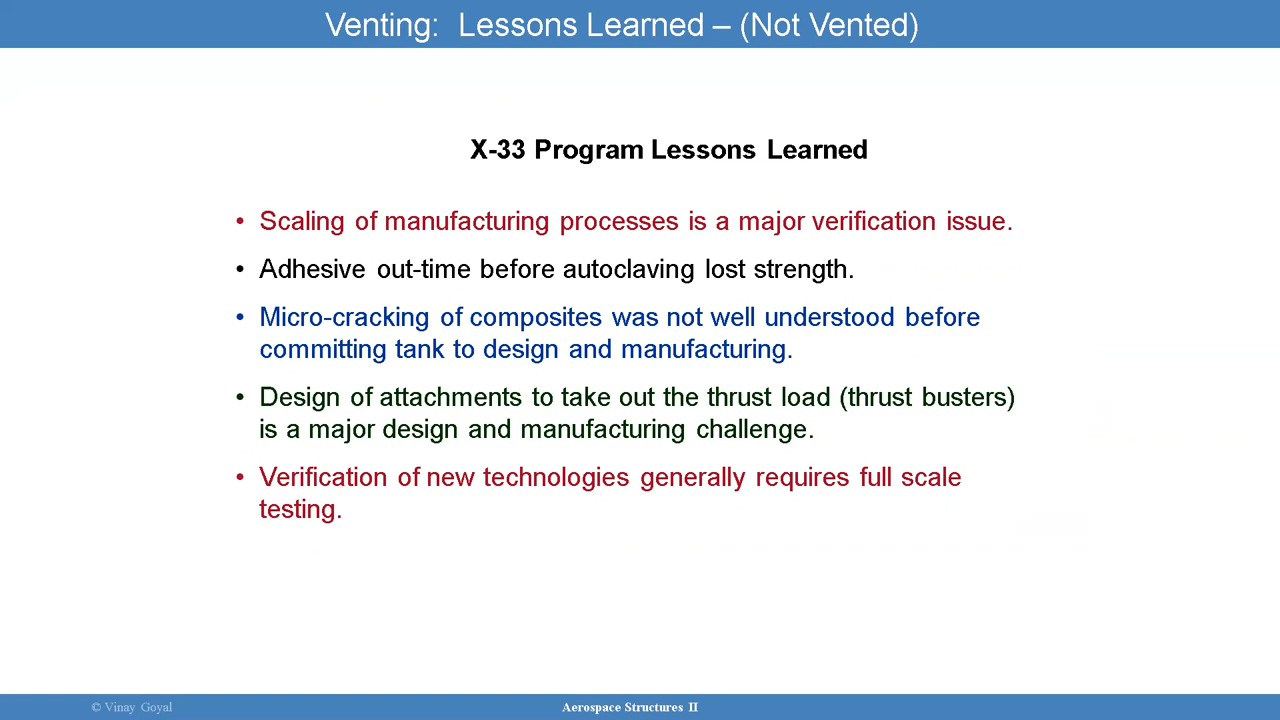 Venting: Lessons Learned – (Not Vented)
X-33 Program Lessons Learned
• Scaling of manufacturing processes is a major verification issue.
• Adhesive out-time before autoclaving lost strength.
• Micro-cracking of composites was not well understood before
committing tank to design and manufacturing.
• Design of attachments to take out the thrust load (thrust busters)
is a major design and manufacturing challenge.
• Verification of new technologies generally requires full scale
testing.
© Vinay Goyal
Aerospace Structures II